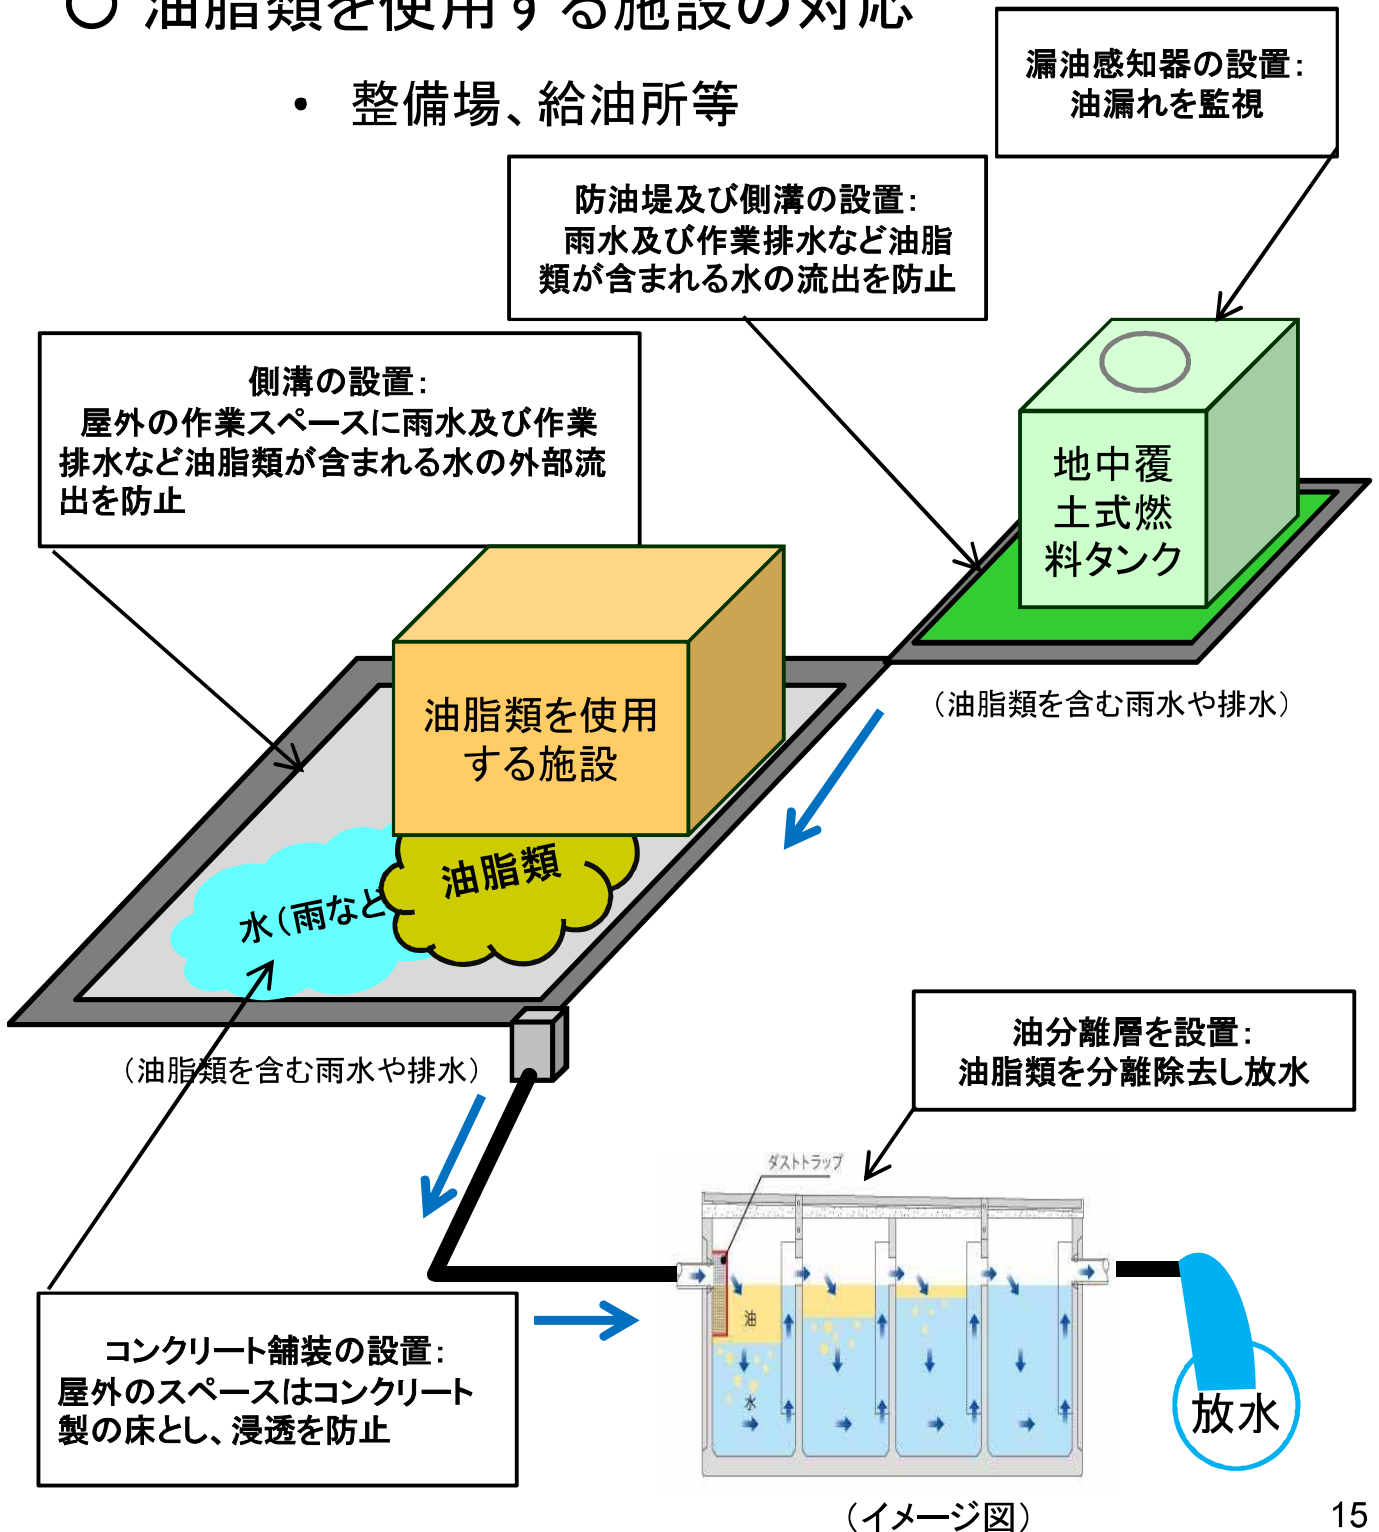 ○ 油脂類を使用する施設の対応
・ 整備場、給油所等
漏油感知器の設置：
油漏れを監視
防油堤及び側溝の設置：
雨水及び作業排水など油脂
類が含まれる水の流出を防止
側溝の設置：
屋外の作業スペースに雨水及び作業
排水など油脂類が含まれる水の外部流
出を防止
地中覆
土式燃
料タンク
（油脂類を含む雨水や排水）
油脂類を使用
する施設
油脂類
水（雨など
（油脂類を含む雨水や排水）
油分離層を設置：
油脂類を分離除去し放水
ダストトラップ
油
水
コンクリート舗装の設置：
屋外のスペースはコンクリート
製の床とし、浸透を防止
放水
（イメージ図）
15